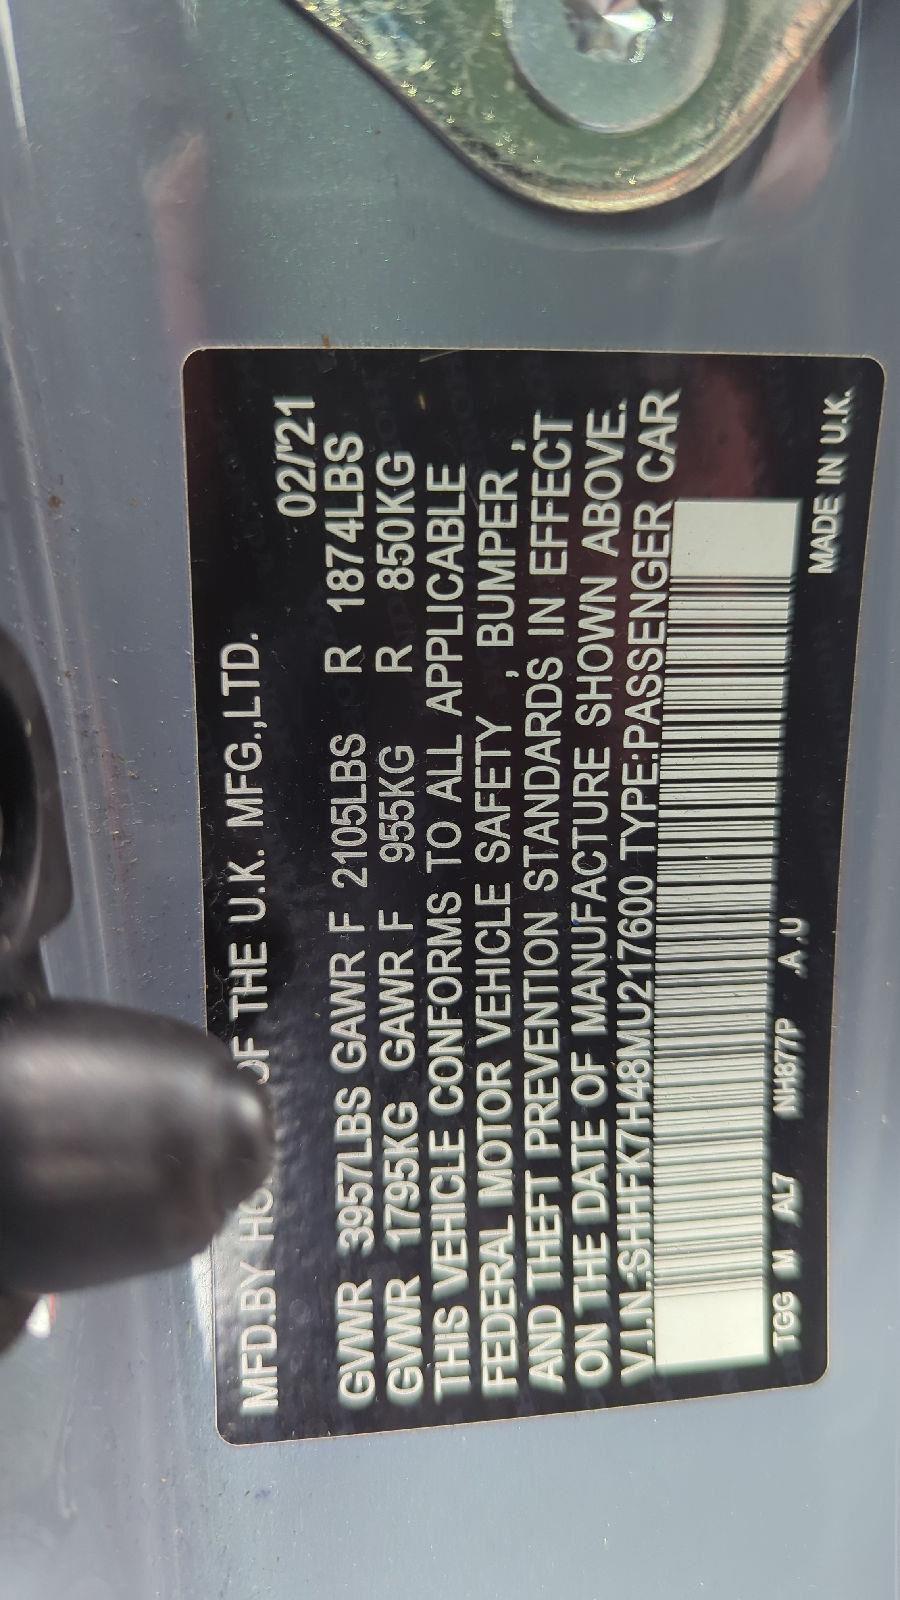 MFD.BY OF THE U.K. MFG.,LTD.
02/'21
GVWR 3957LBS GAWR F 2105LBS R 1874LBS
GVWR 1795KG GAWR F 955KG R 850KG
THIS VEHICLE CONFORMS TO ALL APPLICABLE
FEDERAL MOTOR VEHICLE SAFETY , BUMPER ,
AND THEFT PREVENTION STANDARDS IN EFFECT
ON THE DATE OF MANUFACTURE SHOWN ABOVE.
V.I.N.:SHHFK7H48MU217600 TYPE:PASSENGER CAR
TGG M AL7 NH877P A.U MADE IN U.K.